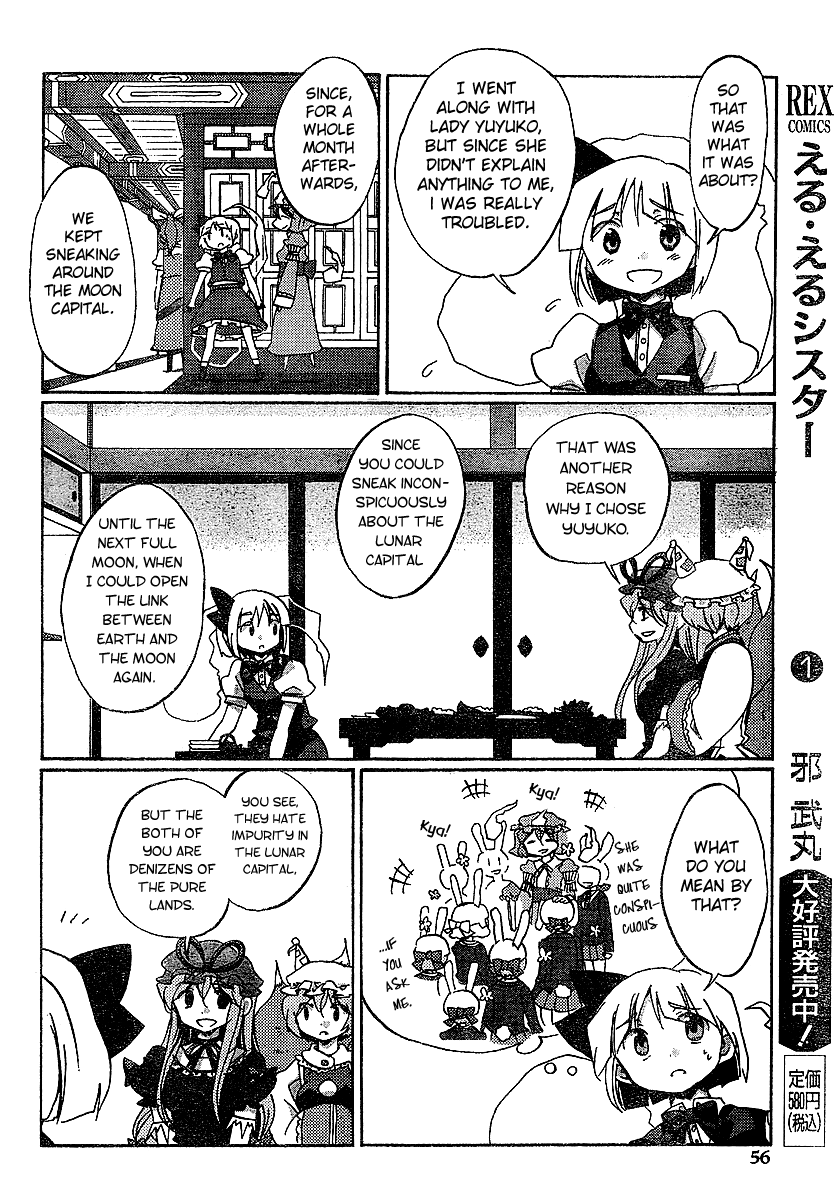 SO
THAT
WAS
WHAT
IT WAS
ABOUT?
I WENT
ALONG WITH
LADY YUYUKO,
BUT SINCE SHE
DIDN'T EXPLAIN
ANYTHING TO ME,
I WAS REALLY
TROUBLED.
SINCE,
FOR A
WHOLE
MONTH
AFTER-
WARDS,
WE
KEPT
SNEAKING
AROUND
THE MOON
CAPITAL.
THAT WAS
ANOTHER
REASON
WHY I CHOSE
YUYUKO.
SINCE
YOU COULD
SNEAK INCON-
SPICUOUSLY
ABOUT THE
LUNAR
CAPITAL
UNTIL THE
NEXT FULL
MOON, WHEN
I COULD OPEN
THE LINK
BETWEEN
EARTH AND
THE MOON
AGAIN.
WHAT
DO YOU
MEAN BY
THAT?
Kya!
Kya!
SHE
WAS
QUITE
CONSPI-
CUOUS
...IF
YOU
ASK
ME.
YOU SEE,
THEY HATE
IMPURITY IN
THE LUNAR
CAPITAL,
BUT THE
BOTH OF
YOU ARE
DENIZENS
OF THE PURE
LANDS.
REX
COMICS
える・えるシスター
1
邪武丸
大好評発売中!
定価
580円
(税込)
56